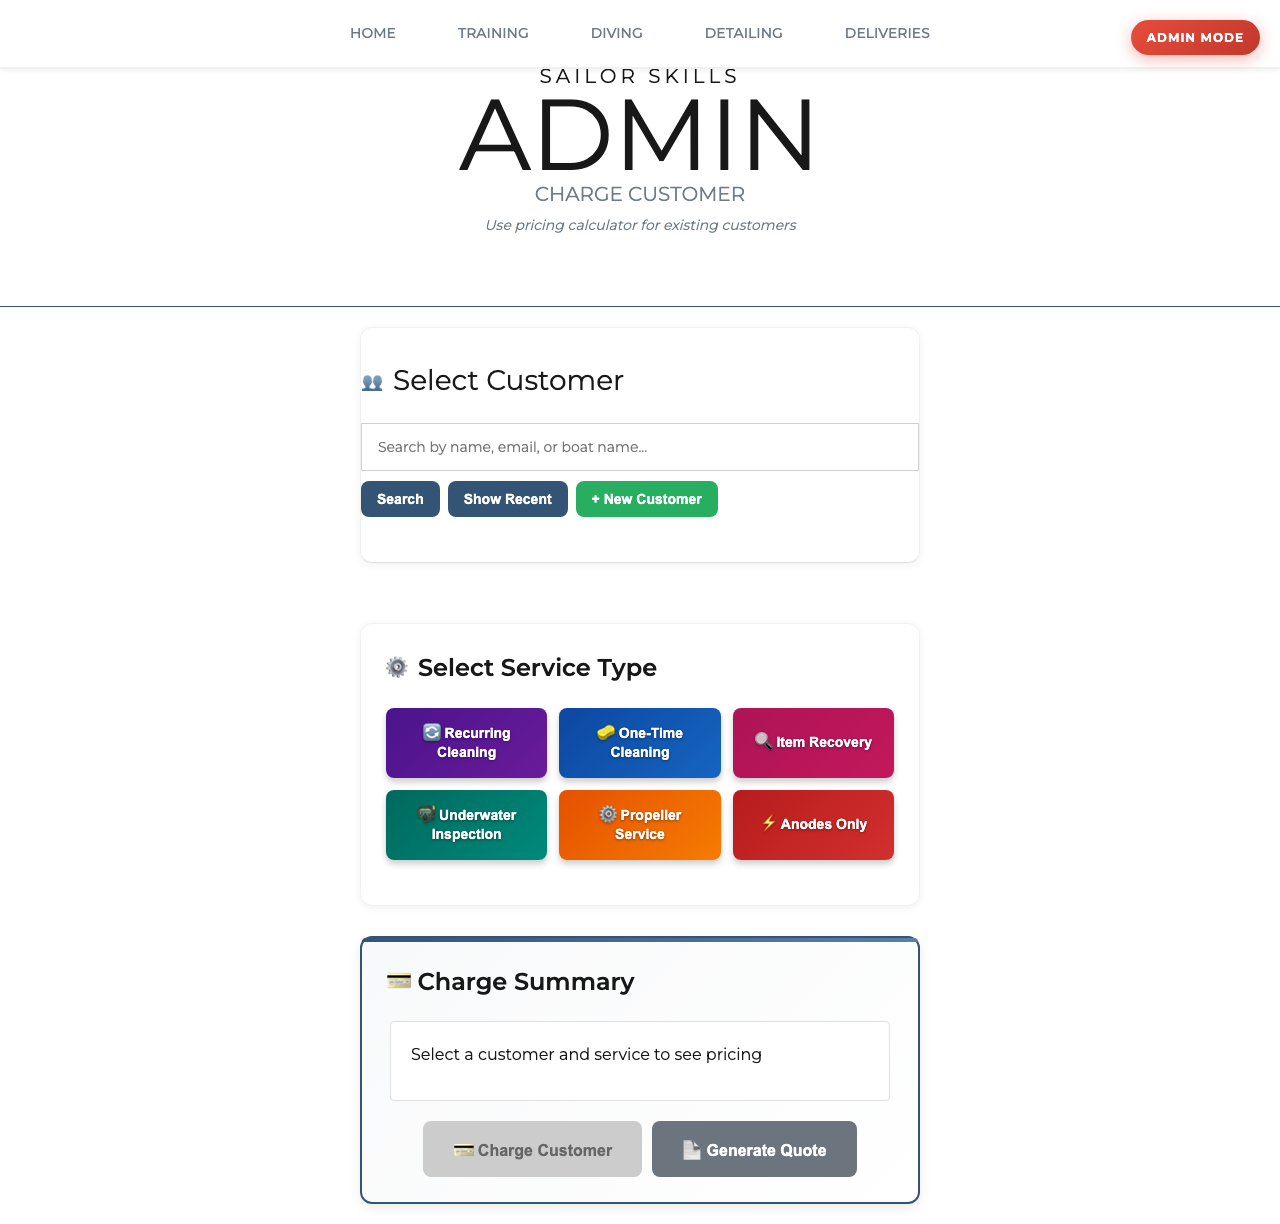 HOME TRAINING DIVING DETAILING DELIVERIES
ADMIN MODE
SAILOR SKILLS
ADMIN
CHARGE CUSTOMER
Use pricing calculator for existing customers
Select Customer
Search by name, email, or boat name...
Search Show Recent + New Customer
Select Service Type
Recurring
Cleaning
One-Time
Cleaning
Item Recovery
Underwater
Inspection
Propeller
Service
Anodes Only
Charge Summary
Select a customer and service to see pricing
Charge Customer Generate Quote